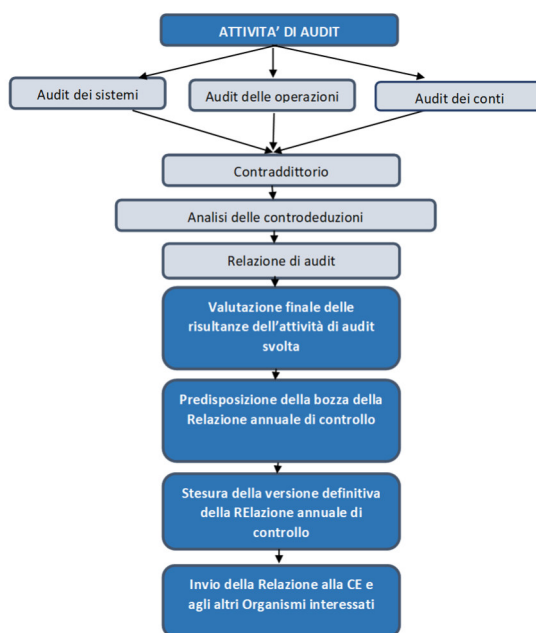 ATTIVITA' DI AUDIT
Audit dei sistemi
Audit delle operazioni
Audit dei conti
Contraddittorio
Analisi delle controdeduzioni
Relazione di audit
Valutazione finale delle
risultanze dell'attività di audit
svolta
Predisposizione della bozza della
Relazione annuale di controllo
Stesura della versione definitiva
della RElazione annuale di
controllo
Invio della Relazione alla CE e
agli altri Organismi interessati